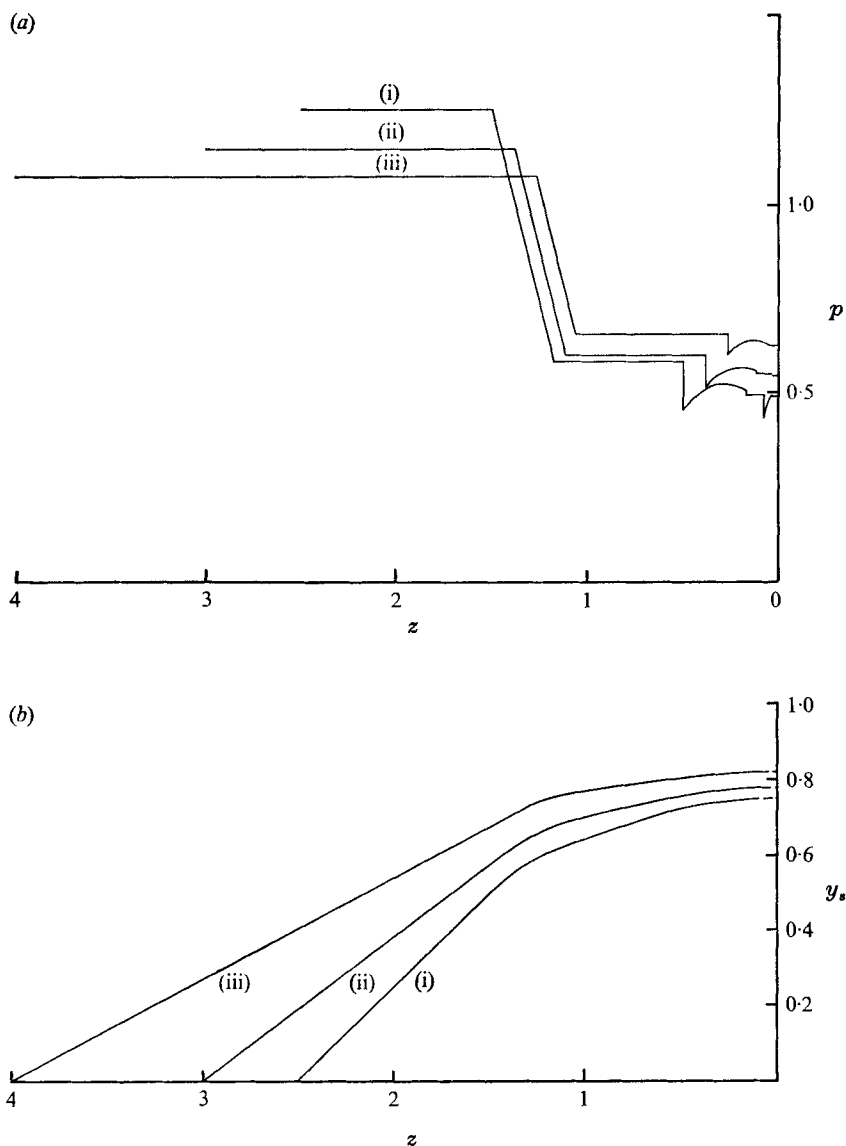 (a)
(i)
(ii)
(iii)
1·0
p
0·5
4 3 2 1 0
z
(b)
1·0
0·8
0·6
y_s
0·4
0·2
(iii) (ii) (i)
4 3 2 1
z